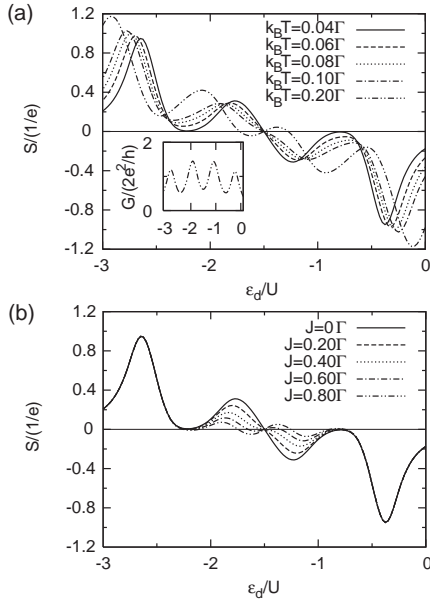 (a)
k_BT=0.04Γ
k_BT=0.06Γ
k_BT=0.08Γ
k_BT=0.10Γ
k_BT=0.20Γ
S/(1/e)
1.2
0.8
0.4
0
-0.4
-0.8
-1.2
G/(2e²/h)
2
1
0
-3 -2 -1 0
-3 -2 -1 0
ε_d/U
(b)
J=0Γ
J=0.20Γ
J=0.40Γ
J=0.60Γ
J=0.80Γ
S/(1/e)
1.2
0.8
0.4
0
-0.4
-0.8
-1.2
-3 -2 -1 0
ε_d/U